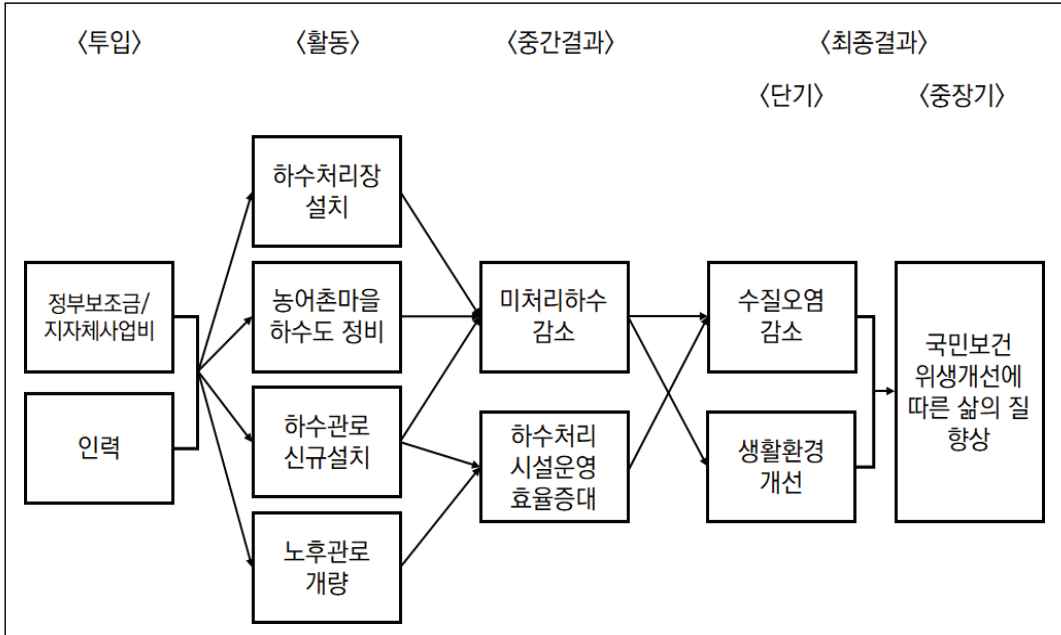 〈투입〉
〈활동〉
〈중간결과〉
〈최종결과〉
〈단기〉
〈중장기〉
정부보조금/
지자체사업비
인력
하수처리장
설치
농어촌마을
하수도 정비
하수관로
신규설치
노후관로
개량
미처리하수
감소
하수처리
시설운영
효율증대
수질오염
감소
생활환경
개선
국민보건
위생개선에
따른 삶의 질
향상